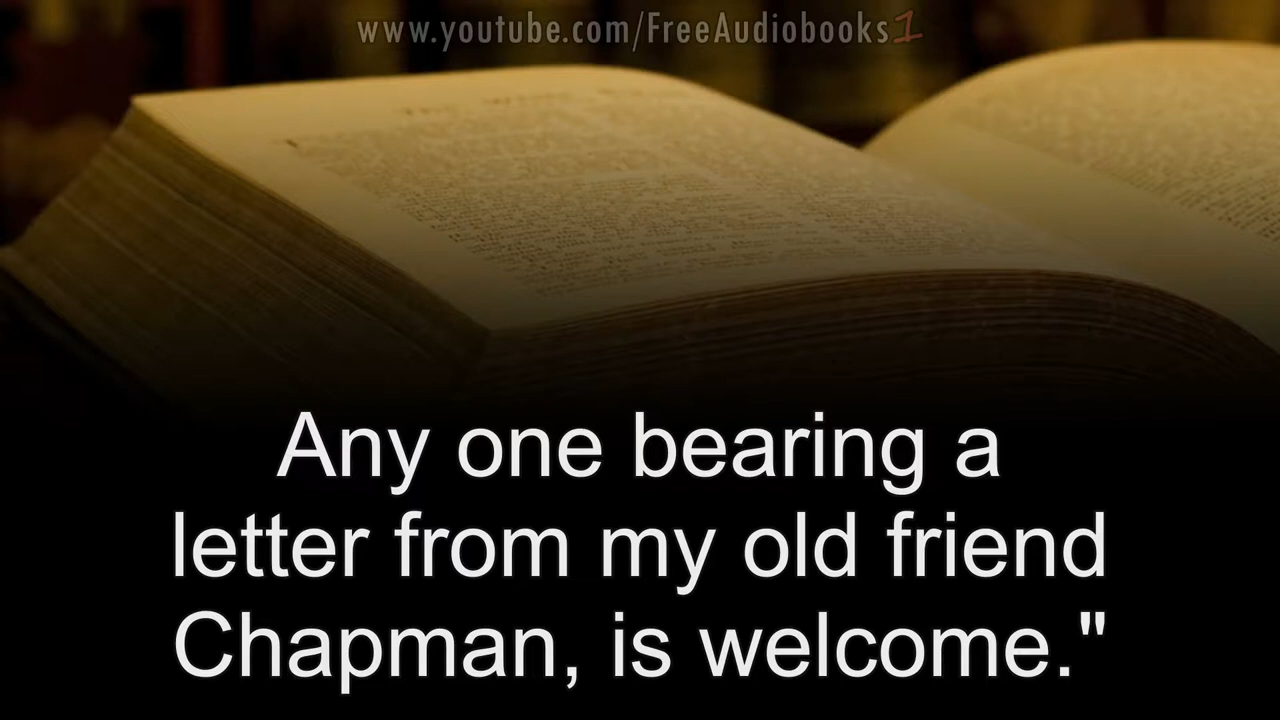 www.youtube.com/FreeAudiobooks1
Any one bearing a
letter from my old friend
Chapman, is welcome."